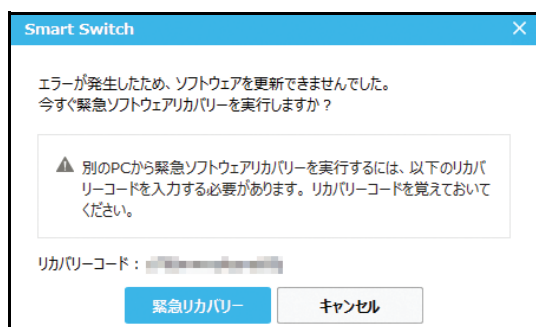 Smart Switch
エラーが発生したため、ソフトウェアを更新できませんでした。
今すぐ緊急ソフトウェアリカバリーを実行しますか？
別のPCから緊急ソフトウェアリカバリーを実行するには、以下のリカバ
リーコードを入力する必要があります。リカバリーコードを覚えておいて
ください。
リカバリーコード：
緊急リカバリー
キャンセル